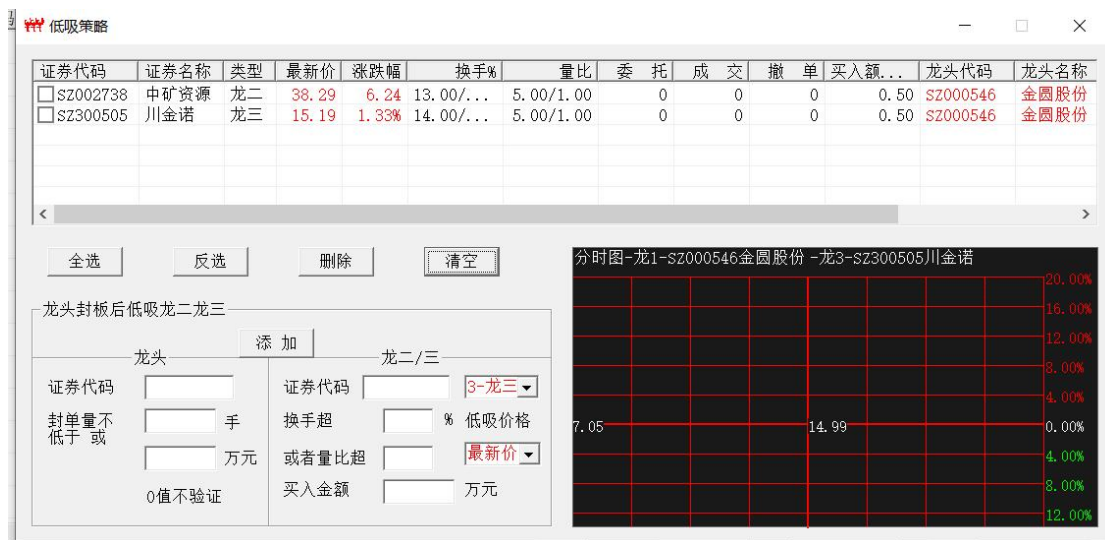 低吸策略
证券代码 证券名称 类型 最新价 涨跌幅 换手% 量比 委 托 成 交 撤 单 买入额... 龙头代码 龙头名称
SZ002738 中矿资源 龙二 38.29 6.24 13.00/... 5.00/1.00 0 0 0 0.50 SZ000546 金圆股份
SZ300505 川金诺 龙三 15.19 1.33% 14.00/... 5.00/1.00 0 0 0 0.50 SZ000546 金圆股份
全选 反选 删除 清空
龙头封板后低吸龙二龙三
添 加
龙头 龙二/三
证券代码 证券代码 3-龙三
封单量不
低于 或 手 换手超 % 低吸价格
万元 或者量比超 最新价
0值不验证 买入金额 万元
分时图-龙1-SZ000546金圆股份 -龙3-SZ300505川金诺
20.00%
16.00%
12.00%
8.00%
4.00%
7.05 14.99 0.00%
4.00%
8.00%
12.00%